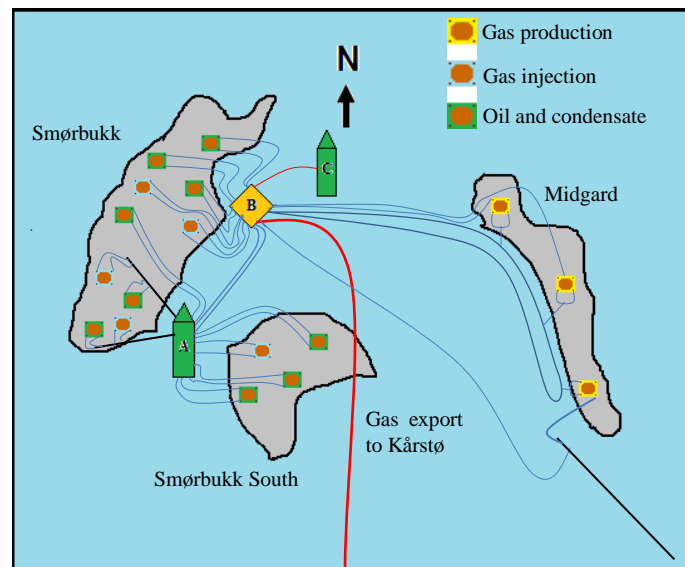 Gas production
N
Gas injection
Smørbukk
Oil and condensate
C
Midgard
B
A
Gas export
to Kårstø
Smørbukk South